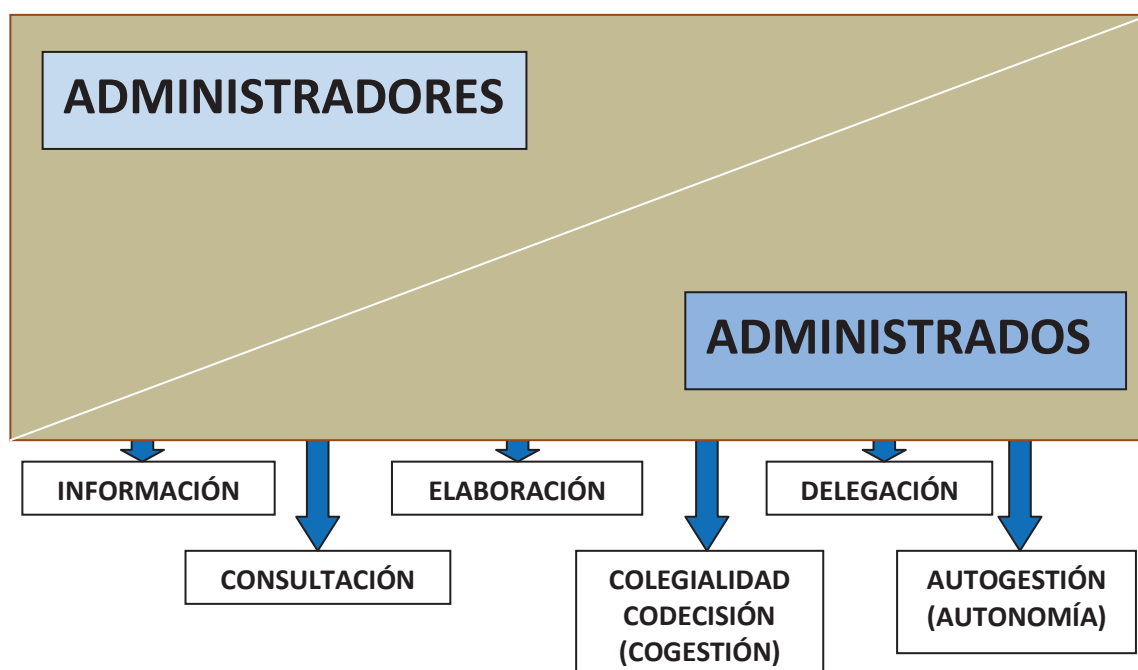 ADMINISTRADORES
ADMINISTRADOS
INFORMACIÓN
ELABORACIÓN
DELEGACIÓN
CONSULTACIÓN
COLEGIALIDAD
CODECISIÓN
(COGESTIÓN)
AUTOGESTIÓN
(AUTONOMÍA)